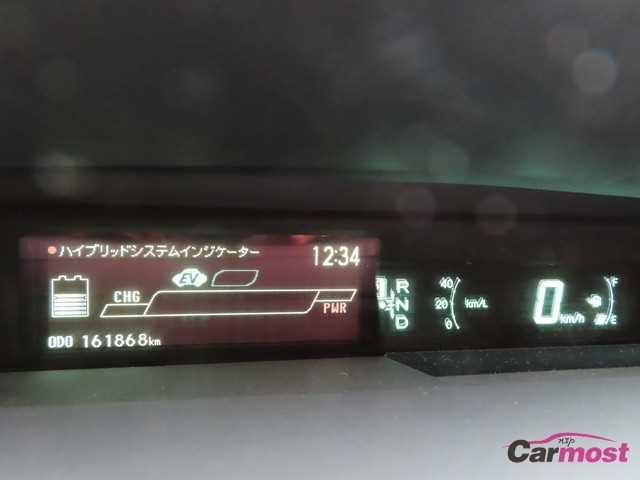 ハイブリッドシステムインジケーター 12:34
EV
CHG
PWR
ODO 161868km
R
N
D
40
20 km/L
0
0 km/h
F
E
Carmost